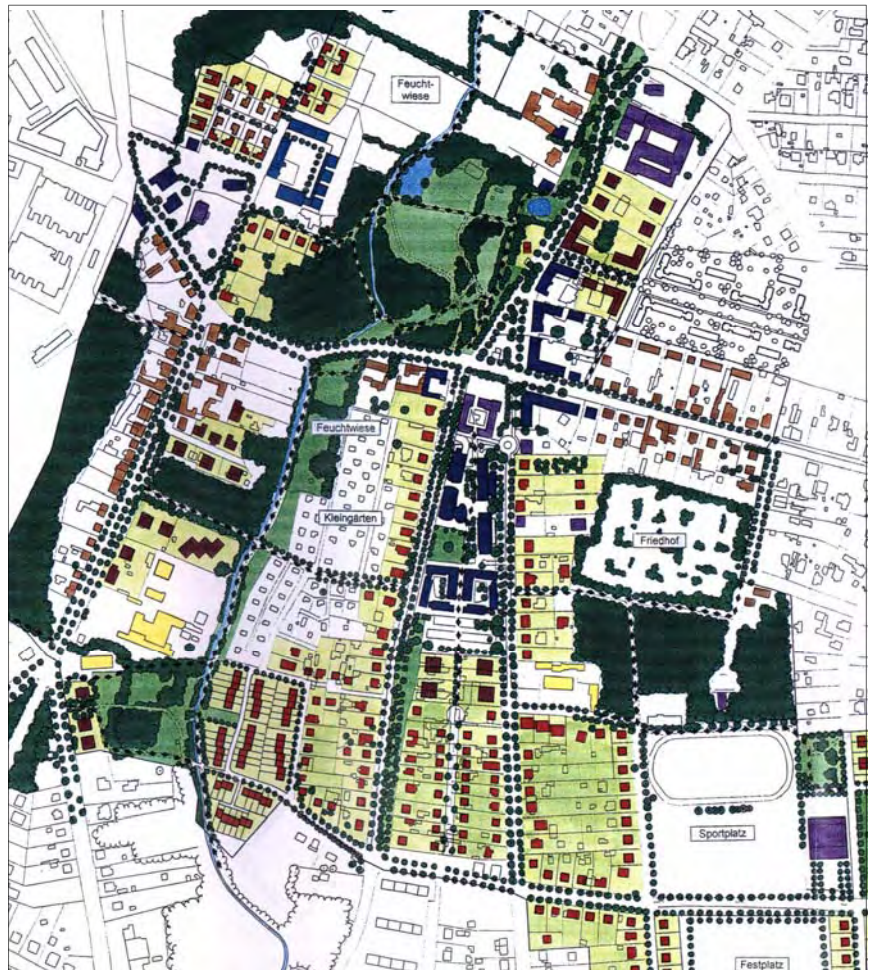 Feucht-
wiese
Feuchtwiese
Kleingärten
Friedhof
Sportplatz
Festplatz